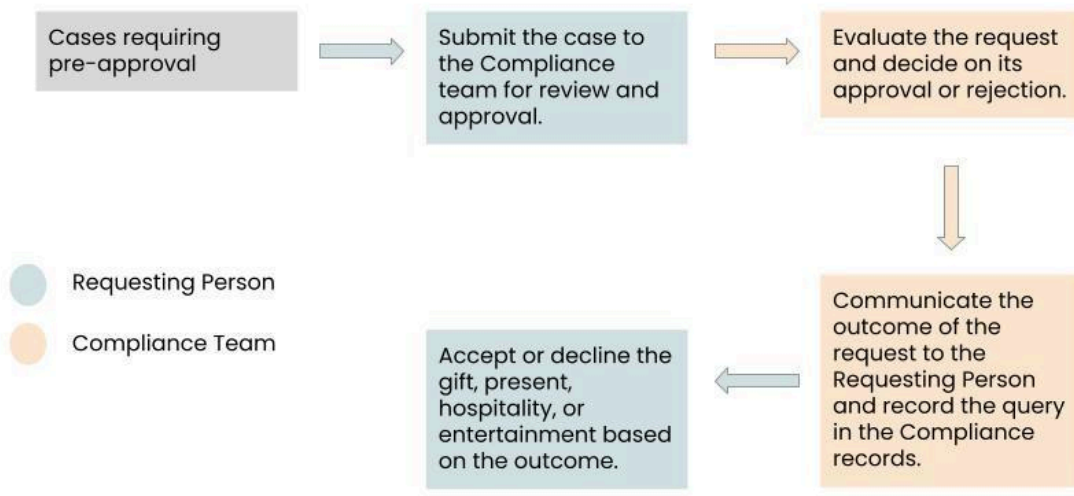 Cases requiring
pre-approval
Submit the case to
the Compliance
team for review and
approval.
Evaluate the request
and decide on its
approval or rejection.
Communicate the
outcome of the
request to the
Requesting Person
and record the query
in the Compliance
records.
Accept or decline the
gift, present,
hospitality, or
entertainment based
on the outcome.
Requesting Person
Compliance Team